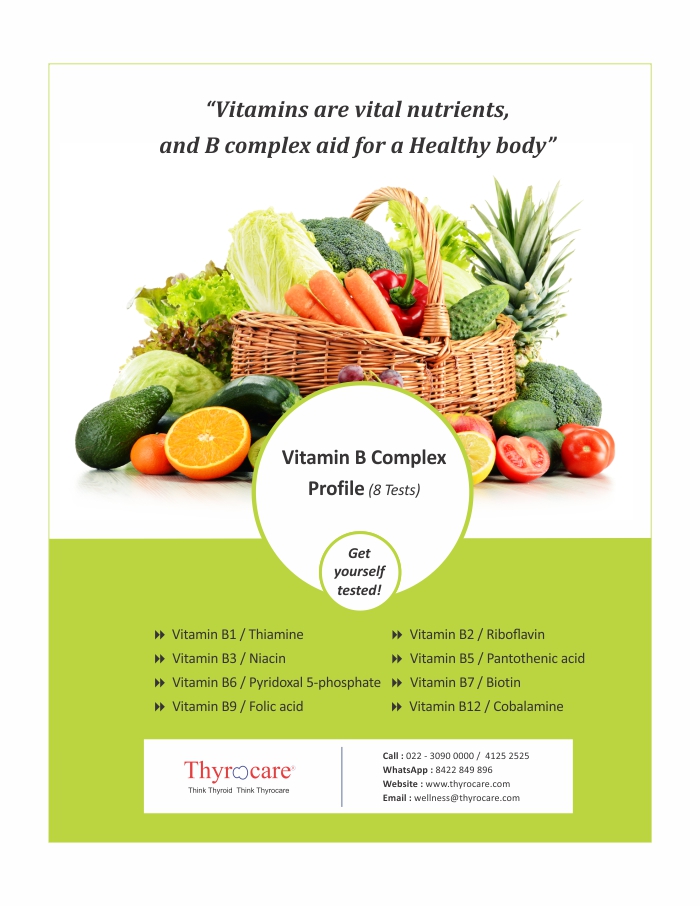 “Vitamins are vital nutrients,
and B complex aid for a Healthy body”
Vitamin B Complex
Profile (8 Tests)
Get
yourself
tested!
Vitamin B1 / Thiamine
Vitamin B2 / Riboflavin
Vitamin B3 / Niacin
Vitamin B5 / Pantothenic acid
Vitamin B6 / Pyridoxal 5-phosphate
Vitamin B7 / Biotin
Vitamin B9 / Folic acid
Vitamin B12 / Cobalamine
Thyrocare®
Think Thyroid Think Thyrocare
Call : 022 - 3090 0000 / 4125 2525
WhatsApp : 8422 849 896
Website : www.thyrocare.com
Email : wellness@thyrocare.com